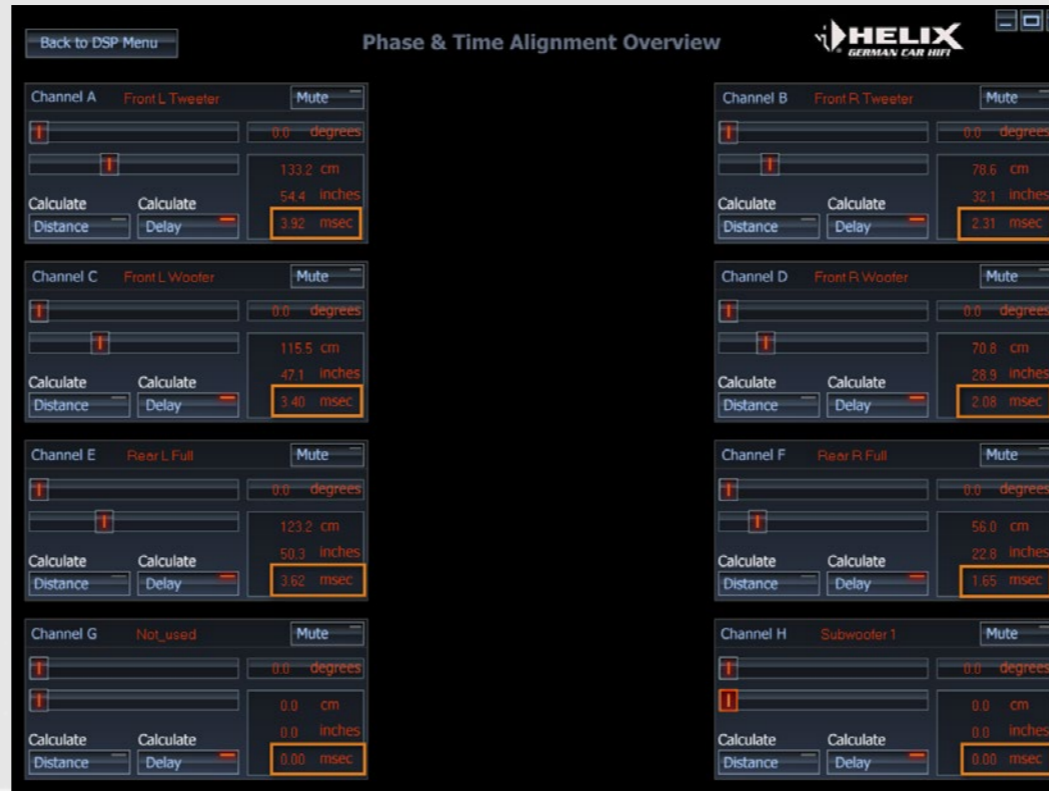 Back to DSP Menu
Phase & Time Alignment Overview
HELIX
GERMAN CAR HIFI
Channel A Front L Tweeter Mute
0.0 degrees
133.2 cm
54.4 inches
Calculate Calculate
Distance Delay 3.92 msec
Channel B Front R Tweeter Mute
0.0 degrees
78.6 cm
32.1 inches
Calculate Calculate
Distance Delay 2.31 msec
Channel C Front L Woofer Mute
0.0 degrees
115.5 cm
47.1 inches
Calculate Calculate
Distance Delay 3.40 msec
Channel D Front R Woofer Mute
0.0 degrees
70.8 cm
28.9 inches
Calculate Calculate
Distance Delay 2.08 msec
Channel E Rear L Full Mute
0.0 degrees
123.2 cm
50.3 inches
Calculate Calculate
Distance Delay 3.62 msec
Channel F Rear R Full Mute
0.0 degrees
56.0 cm
22.8 inches
Calculate Calculate
Distance Delay 1.65 msec
Channel G Not_used Mute
0.0 degrees
0.0 cm
0.0 inches
Calculate Calculate
Distance Delay 0.00 msec
Channel H Subwoofer 1 Mute
0.0 degrees
0.0 cm
0.0 inches
Calculate Calculate
Distance Delay 0.00 msec